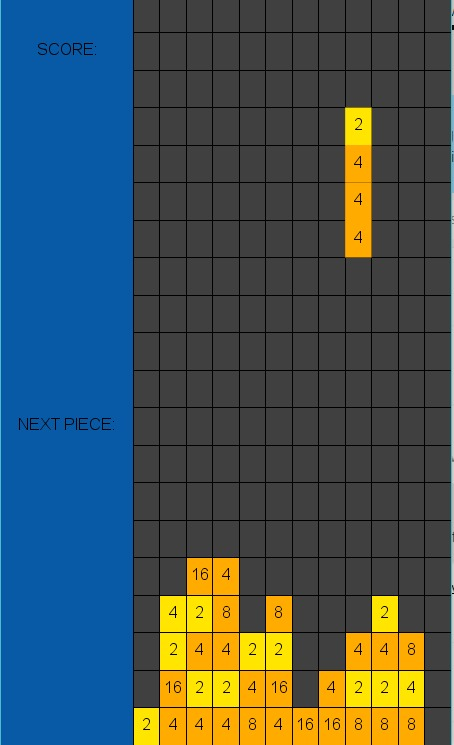 SCORE:
2
4
4
4
NEXT PIECE:
16 4
4 2 8 8 2
2 4 4 2 2 4 4 8
16 2 2 4 16 4 2 2 4
2 4 4 4 8 4 16 16 8 8 8